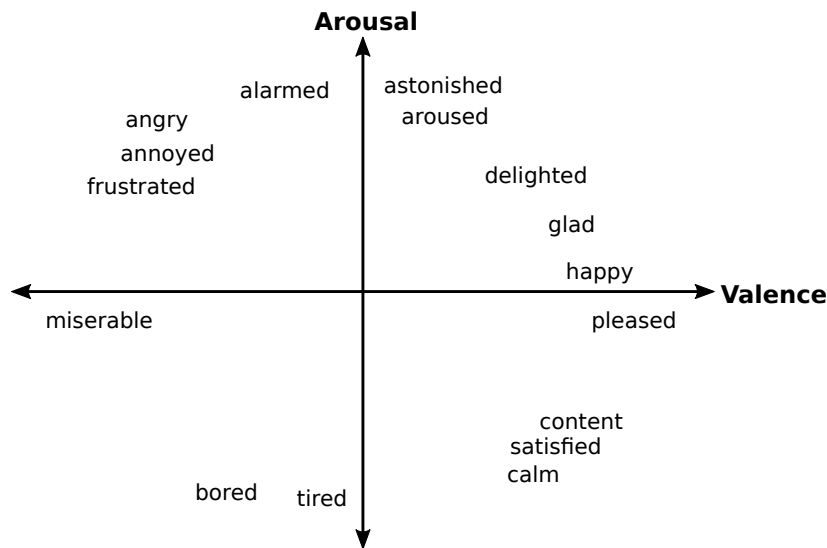 Arousal
alarmed
astonished
angry
aroused
annoyed
frustrated
delighted
glad
happy
Valence
miserable
pleased
content
satisfied
calm
bored
tired